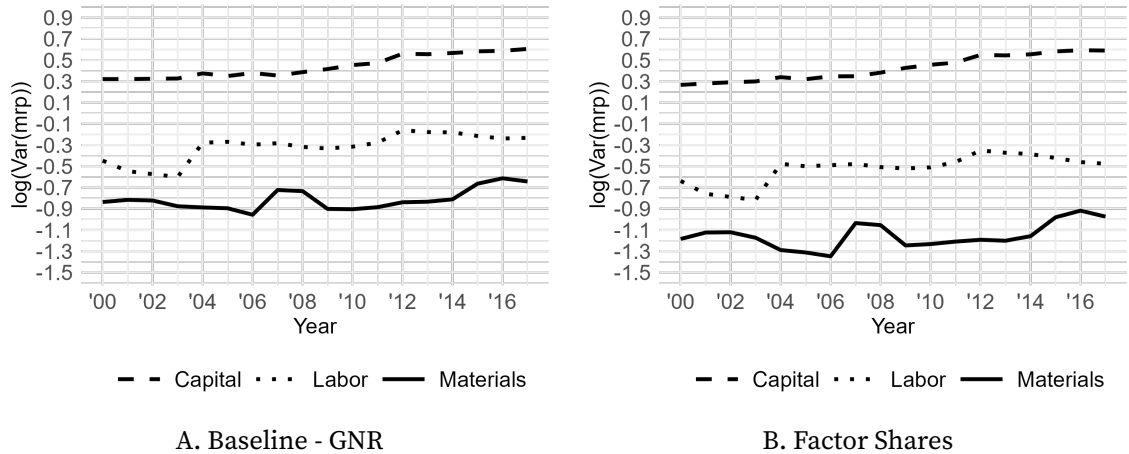 log(Var(mrp))
0.9
0.7
0.5
0.3
0.1
-0.1
-0.3
-0.5
-0.7
-0.9
-1.1
-1.3
-1.5
'00 '02 '04 '06 '08 '10 '12 '14 '16
Year
Capital Labor Materials
A. Baseline - GNR
log(Var(mrp))
0.9
0.7
0.5
0.3
0.1
-0.1
-0.3
-0.5
-0.7
-0.9
-1.1
-1.3
-1.5
'00 '02 '04 '06 '08 '10 '12 '14 '16
Year
Capital Labor Materials
B. Factor Shares